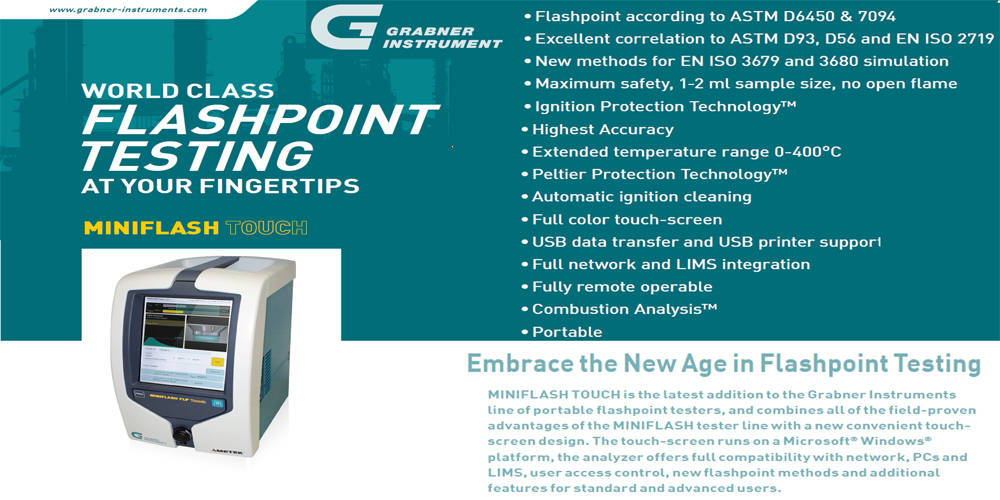 www.grabner-instruments.com
GRABNER
INSTRUMENT
WORLD CLASS
FLASHPOINT
TESTING
AT YOUR FINGERTIPS
MINIFLASH TOUCH
• Flashpoint according to ASTM D6450 & 7094
• Excellent correlation to ASTM D93, D56 and EN ISO 2719
• New methods for EN ISO 3679 and 3680 simulation
• Maximum safety, 1-2 ml sample size, no open flame
• Ignition Protection Technology™
• Highest Accuracy
• Extended temperature range 0-400°C
• Peltier Protection Technology™
• Automatic ignition cleaning
• Full color touch-screen
• USB data transfer and USB printer support
• Full network and LIMS integration
• Fully remote operable
• Combustion Analysis™
• Portable
MINIFLASH FLP Touch
AMETEK
Embrace the New Age in Flashpoint Testing
MINIFLASH TOUCH is the latest addition to the Grabner Instruments
line of portable flashpoint testers, and combines all of the field-proven
advantages of the MINIFLASH tester line with a new convenient touch-
screen design. The touch-screen runs on a Microsoft® Windows®
platform, the analyzer offers full compatibility with network, PCs and
LIMS, user access control, new flashpoint methods and additional
features for standard and advanced users.